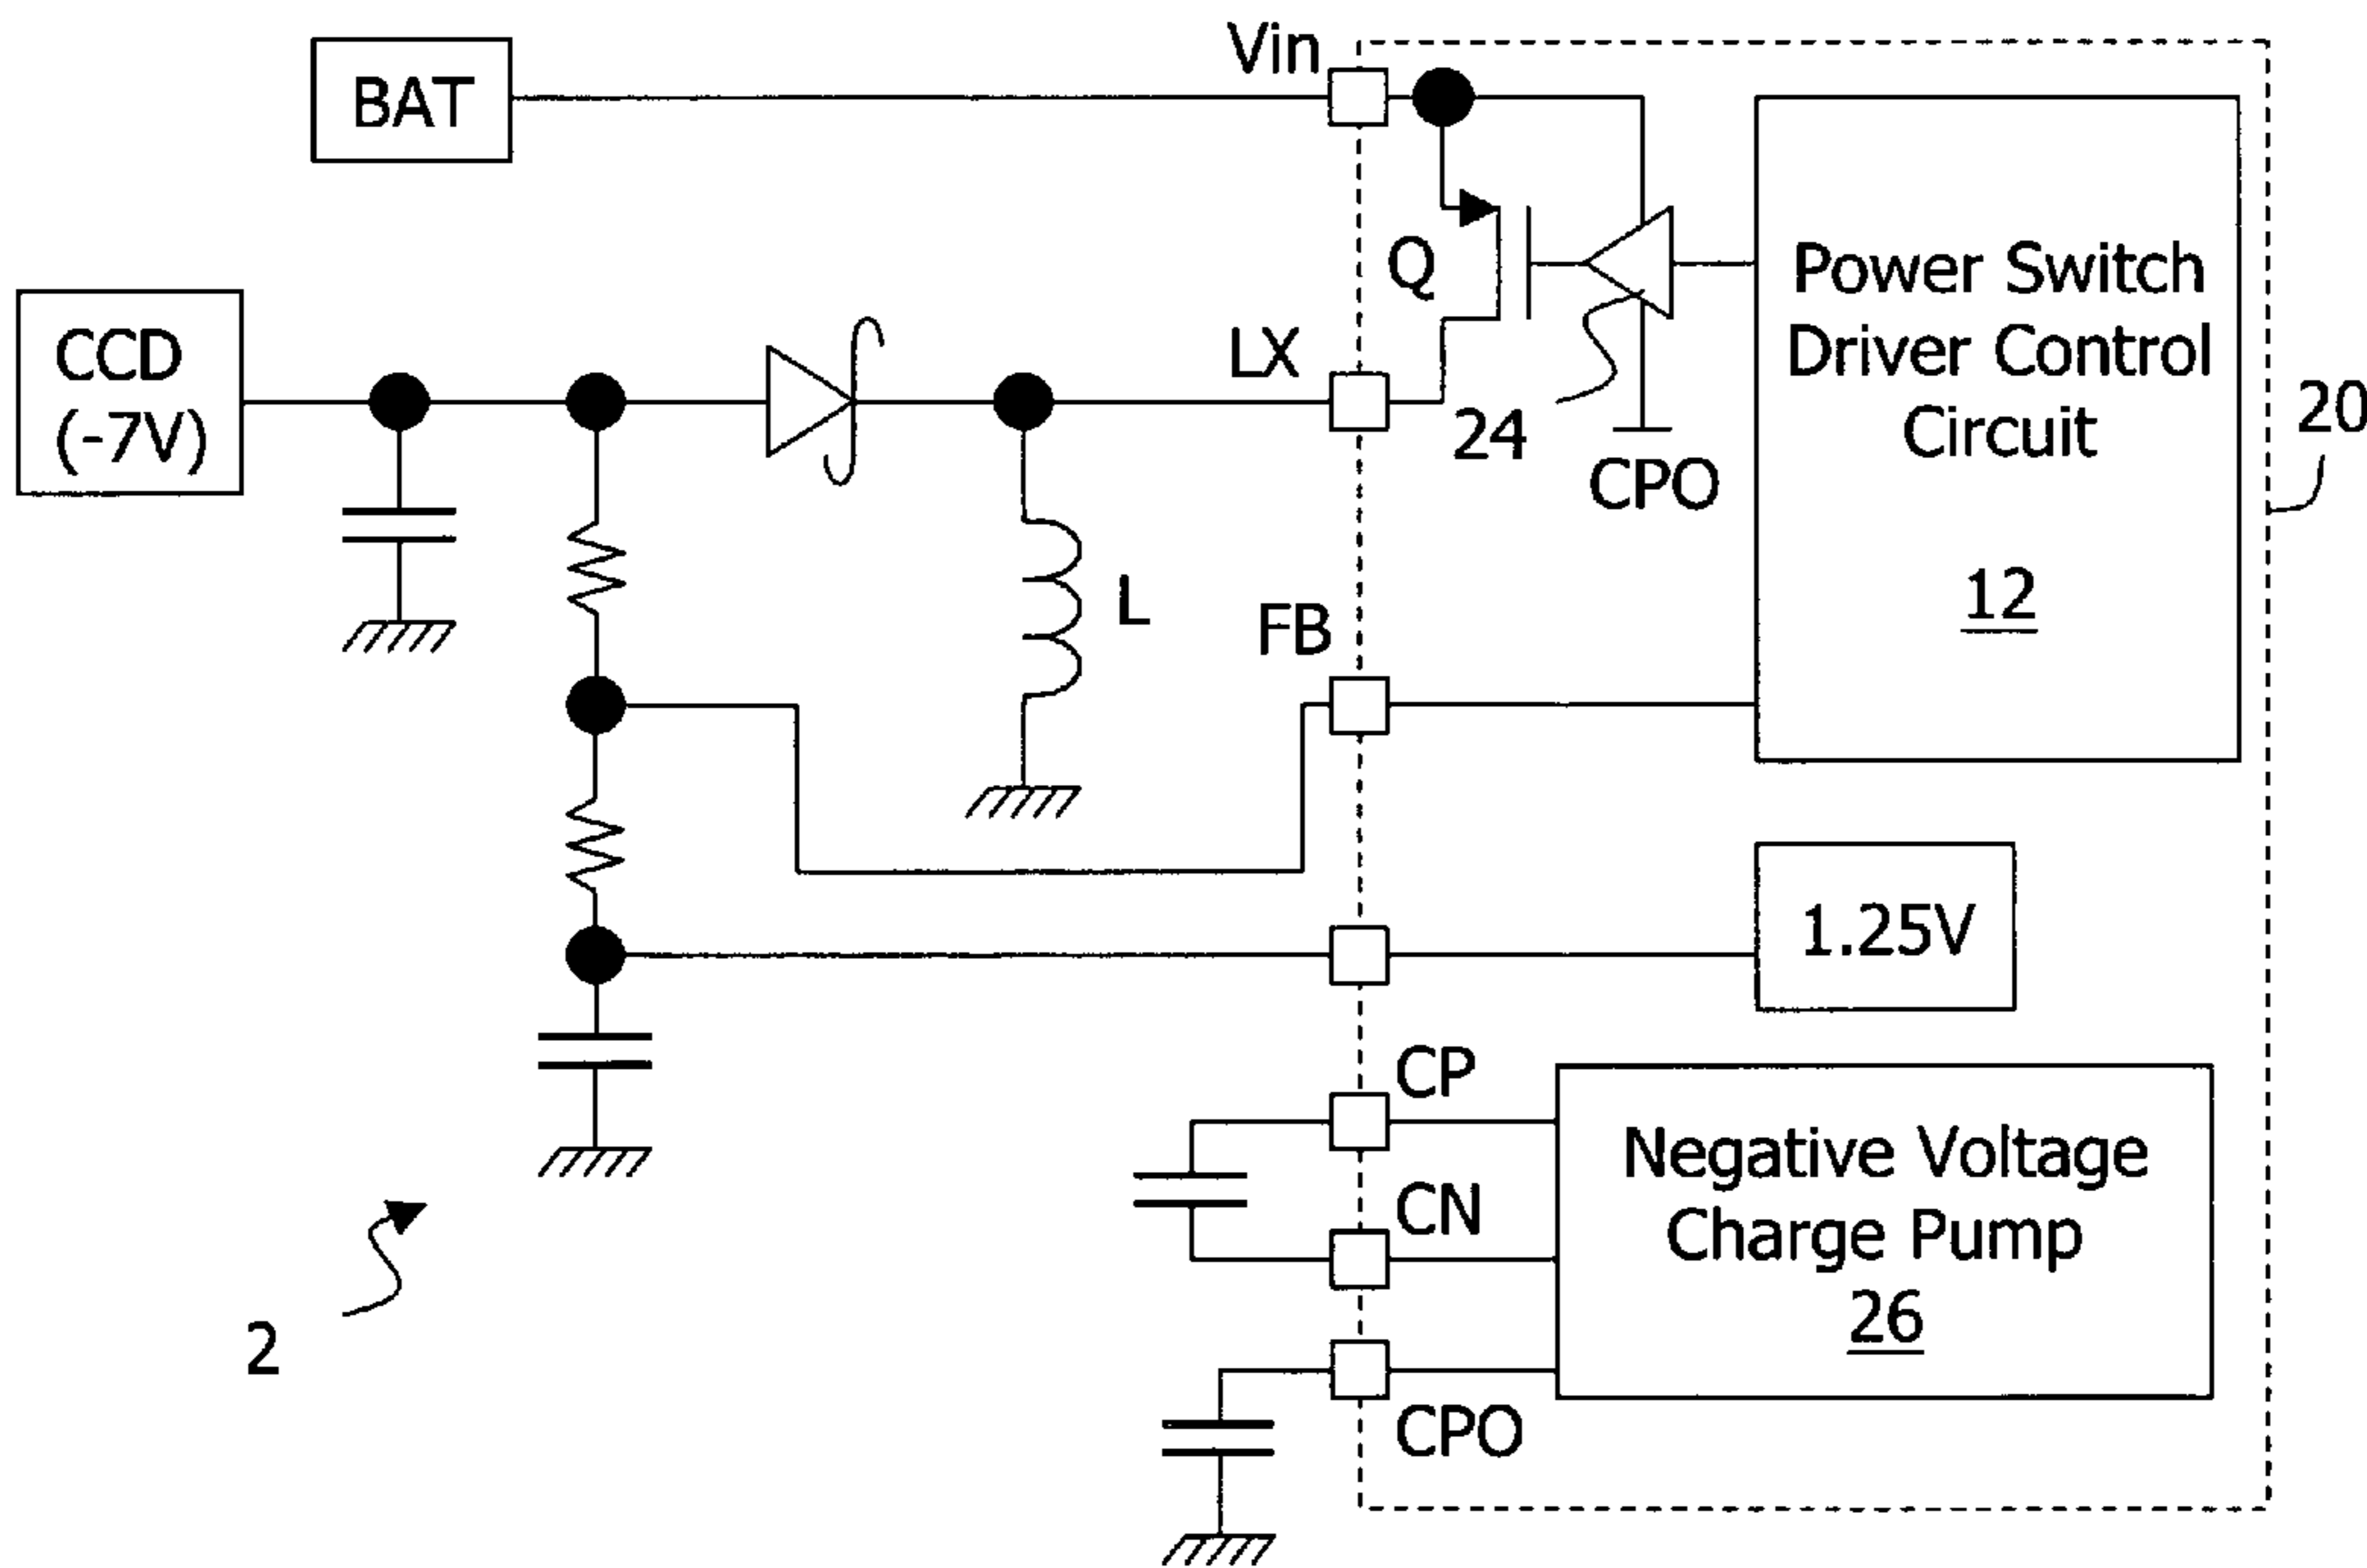 Vin
BAT
Q
Power Switch
Driver Control
Circuit
12
CCD
(-7V)
LX
24
CPO
20
L
FB
1.25V
CP
CN
Negative Voltage
Charge Pump
26
2
CPO